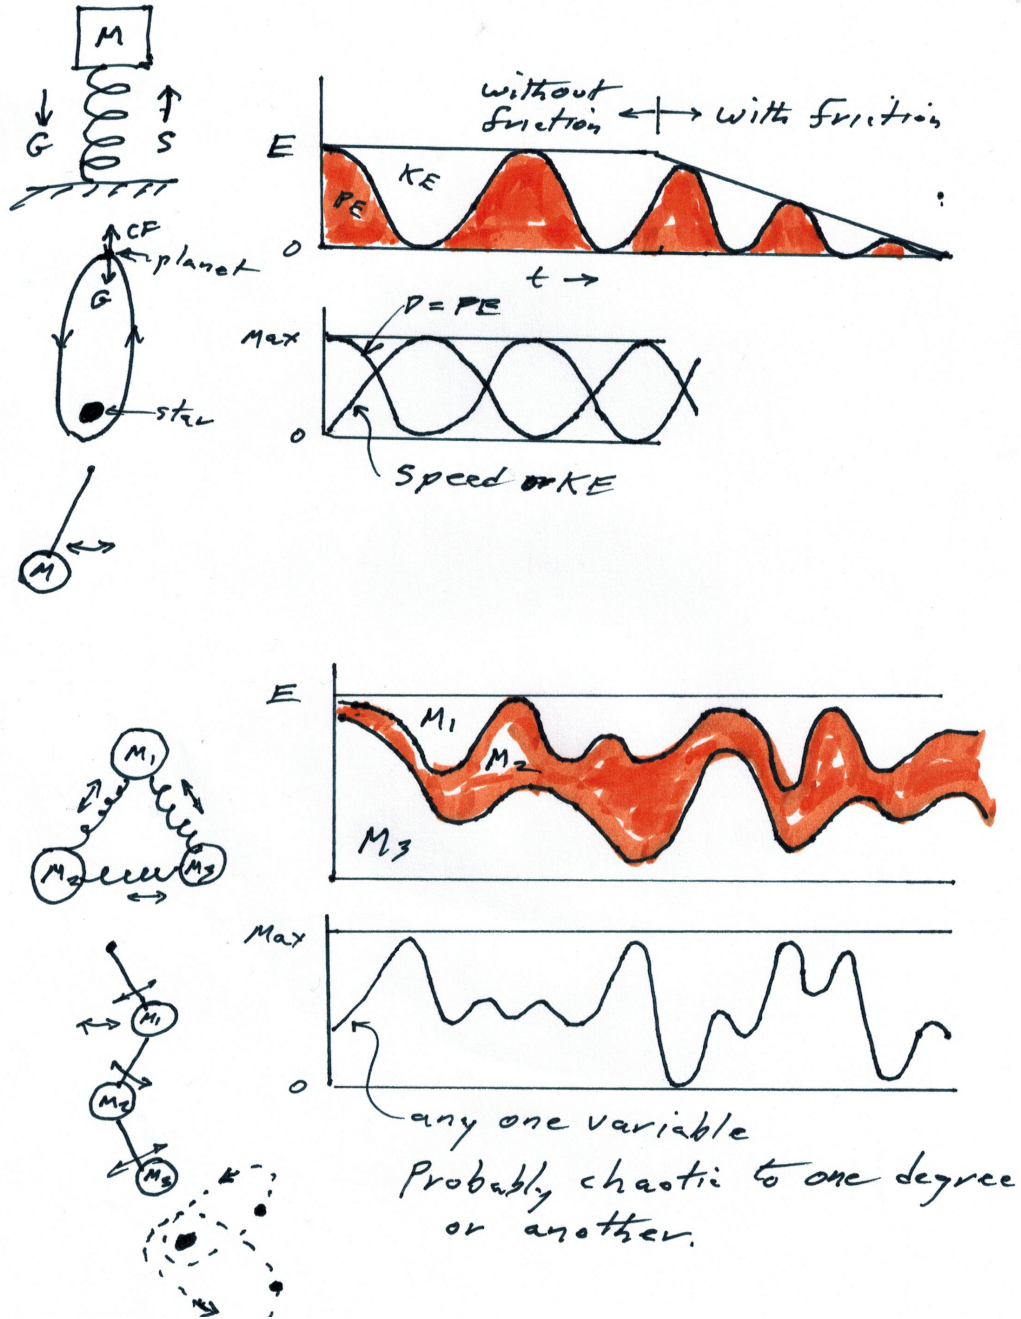 M
G S
without
friction ← → with friction
E
KE
PE
0
t →
CF
planet
G
star
D = PE
Max
0
Speed or KE
M
E
M1
M2
M3
M1
M2 M3
Max
0
M1
M2
M3
any one variable
Probably chaotic to one degree
or another.